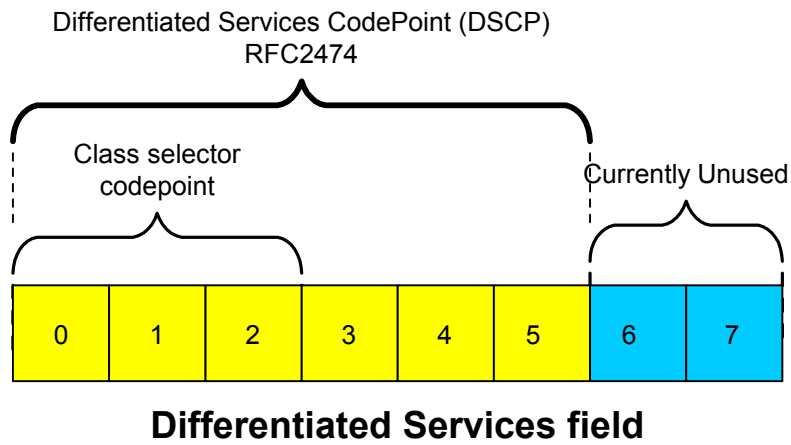 Differentiated Services CodePoint (DSCP)
RFC2474
Class selector
codepoint
Currently Unused
0 1 2 3 4 5 6 7
Differentiated Services field